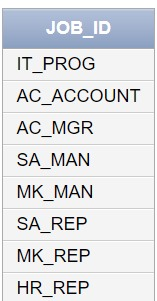 JOB_ID
IT_PROG
AC_ACCOUNT
AC_MGR
SA_MAN
MK_MAN
SA_REP
MK_REP
HR_REP